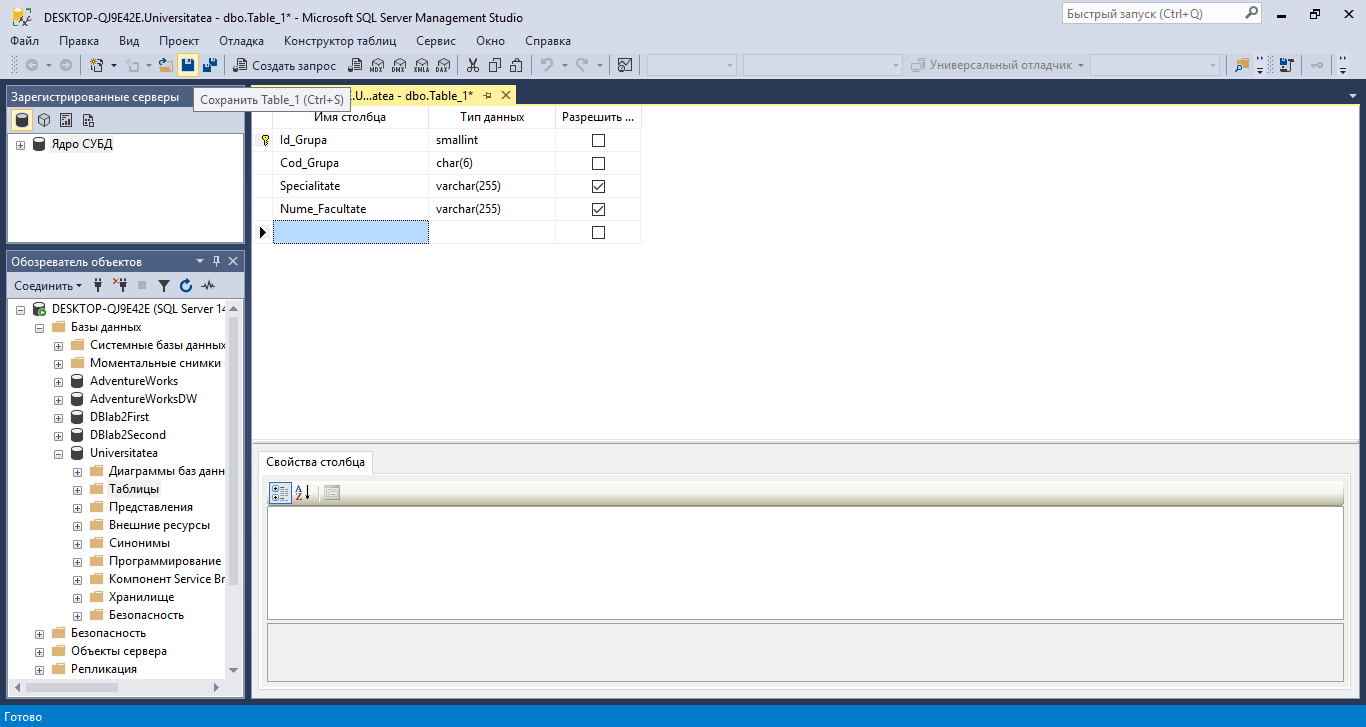 DESKTOP-QJ9E42E.Universitatea - dbo.Table_1* - Microsoft SQL Server Management Studio
Быстрый запуск (Ctrl+Q)
Файл Правка Вид Проект Отладка Конструктор таблиц Сервис Окно Справка
Создать запрос MDX DMX XMLA DAX Универсальный отладчик
Зарегистрированные серверы
Сохранить Table_1 (Ctrl+S)
.U...atea - dbo.Table_1*
Ядро СУБД
Имя столбца Тип данных Разрешить ...
Id_Grupa smallint
Cod_Grupa char(6)
Specialitate varchar(255)
Nume_Facultate varchar(255)
Обозреватель объектов
Соединить
DESKTOP-QJ9E42E (SQL Server 14
Базы данных
Системные базы данных
Моментальные снимки
AdventureWorks
AdventureWorksDW
DBlab2First
DBlab2Second
Universitatea
Диаграммы баз данн
Таблицы
Представления
Внешние ресурсы
Синонимы
Программирование
Компонент Service Br
Хранилище
Безопасность
Безопасность
Объекты сервера
Репликация
Свойства столбца
A
Z
Готово